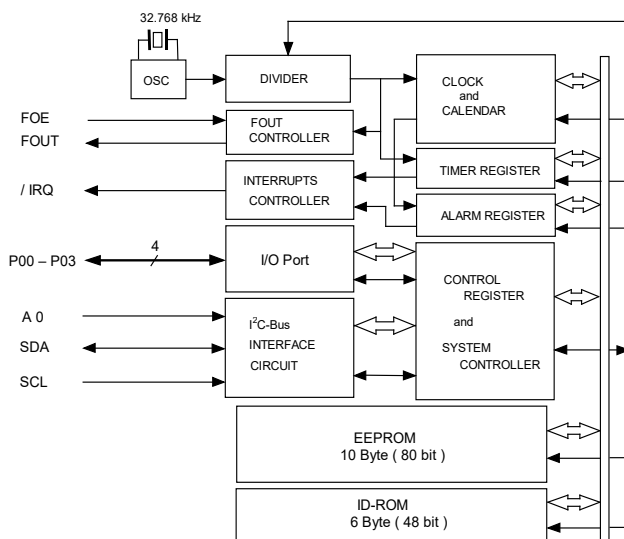 32.768 kHz
OSC
DIVIDER
CLOCK
and
CALENDAR
FOE
FOUT
FOUT
CONTROLLER
TIMER REGISTER
/ IRQ
INTERRUPTS
CONTROLLER
ALARM REGISTER
P00 – P03
4
I/O Port
CONTROL
REGISTER
and
SYSTEM
CONTROLLER
A 0
SDA
SCL
I²C-Bus
INTERFACE
CIRCUIT
EEPROM
10 Byte ( 80 bit )
ID-ROM
6 Byte ( 48 bit )